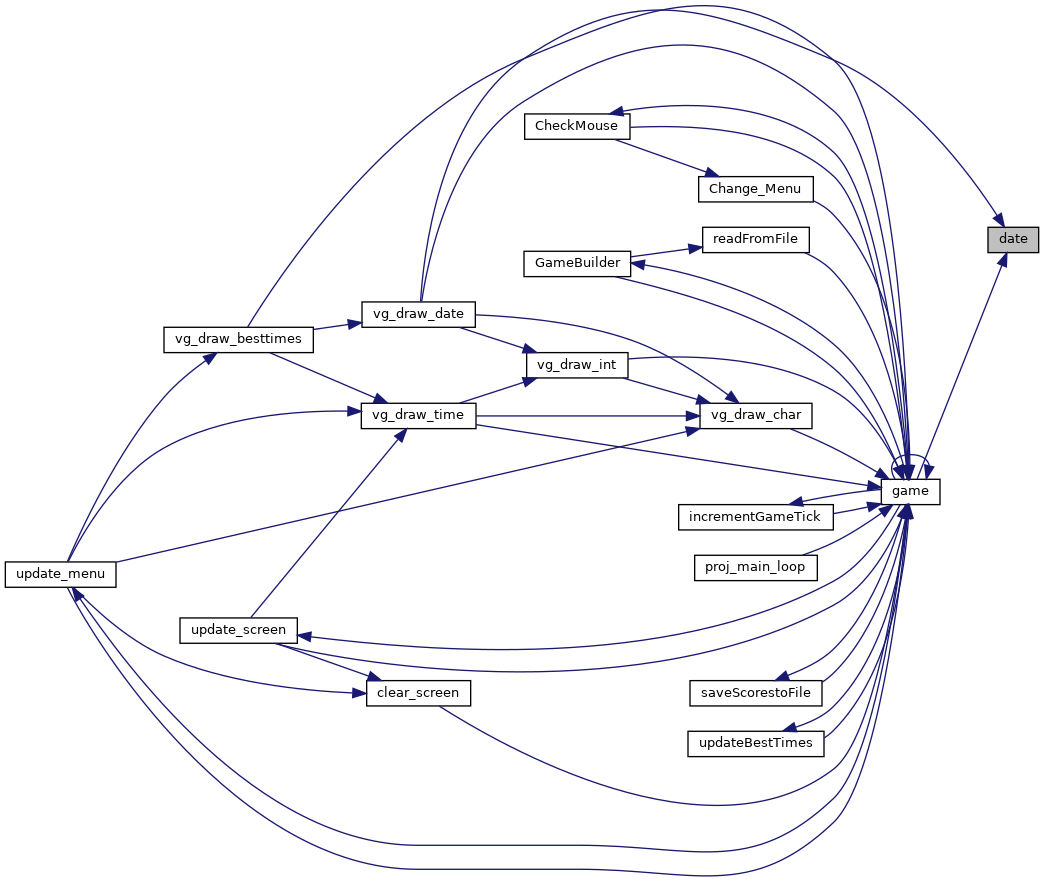 CheckMouse
Change_Menu
readFromFile
date
GameBuilder
vg_draw_date
vg_draw_besttimes
vg_draw_int
vg_draw_time
vg_draw_char
game
incrementGameTick
proj_main_loop
update_menu
update_screen
clear_screen
saveScorestoFile
updateBestTimes